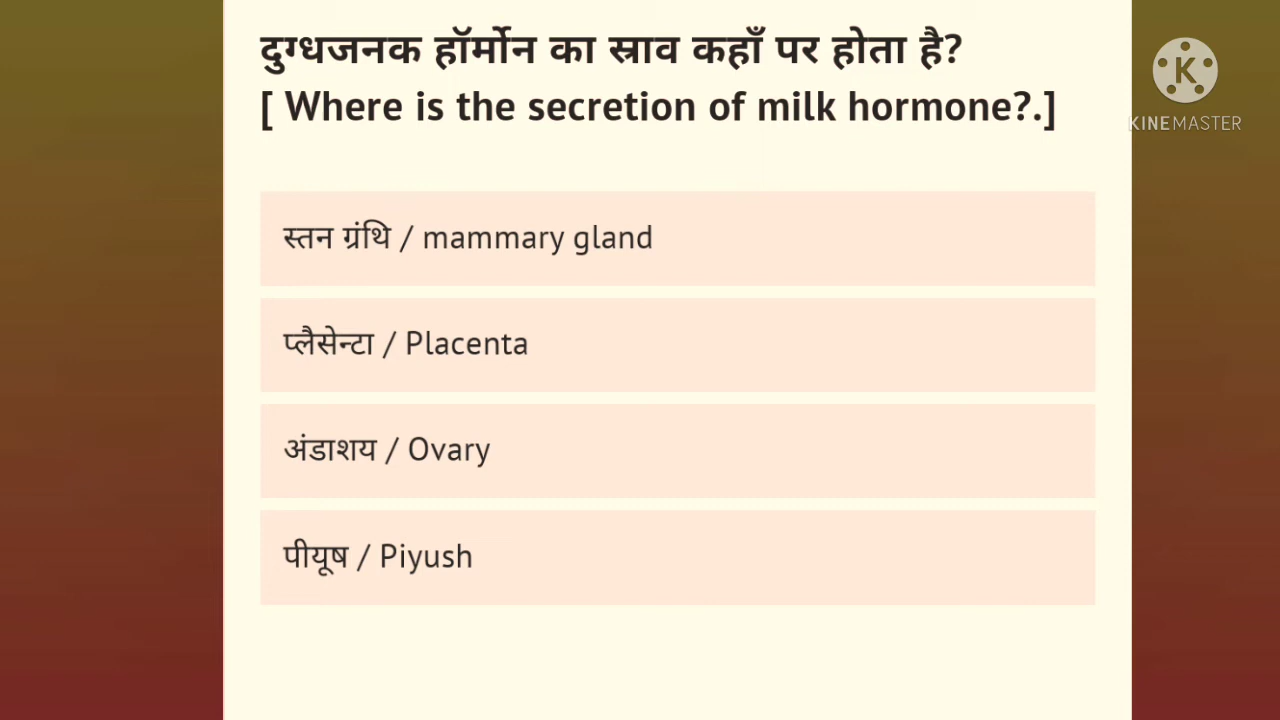 दुग्धजनक हॉर्मोन का स्राव कहाँ पर होता है?
[ Where is the secretion of milk hormone?.]
K
KINEMASTER
स्तन ग्रंथि / mammary gland
प्लैसेन्टा / Placenta
अंडाशय / Ovary
पीयूष / Piyush